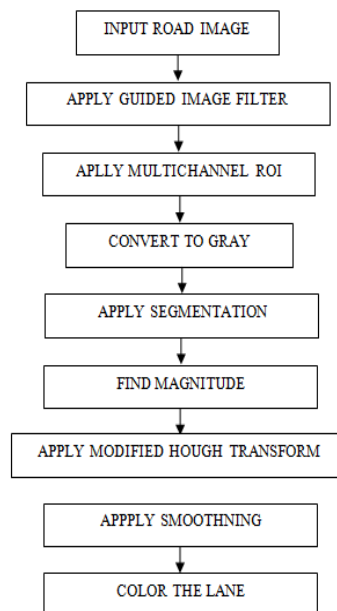 INPUT ROAD IMAGE
APPLY GUIDED IMAGE FILTER
APLLY MULTICHANNEL ROI
CONVERT TO GRAY
APPLY SEGMENTATION
FIND MAGNITUDE
APPLY MODIFIED HOUGH TRANSFORM
APPPLY SMOOTHNING
COLOR THE LANE